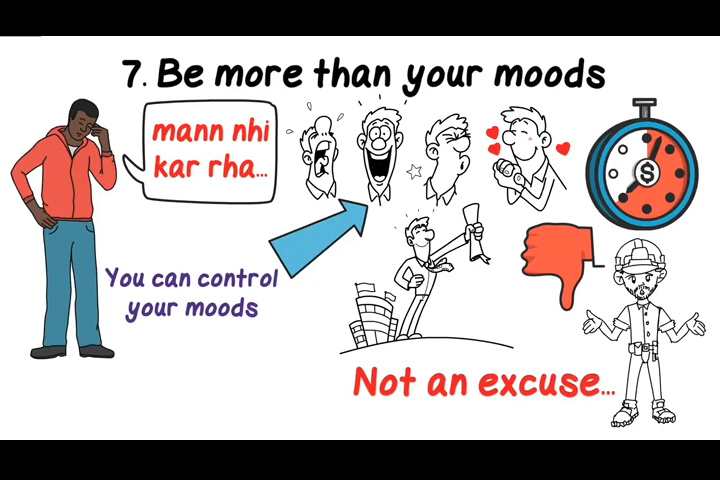 7. Be more than your moods
mann nhi
kar rha...
$
You can control
your moods
Not an excuse...